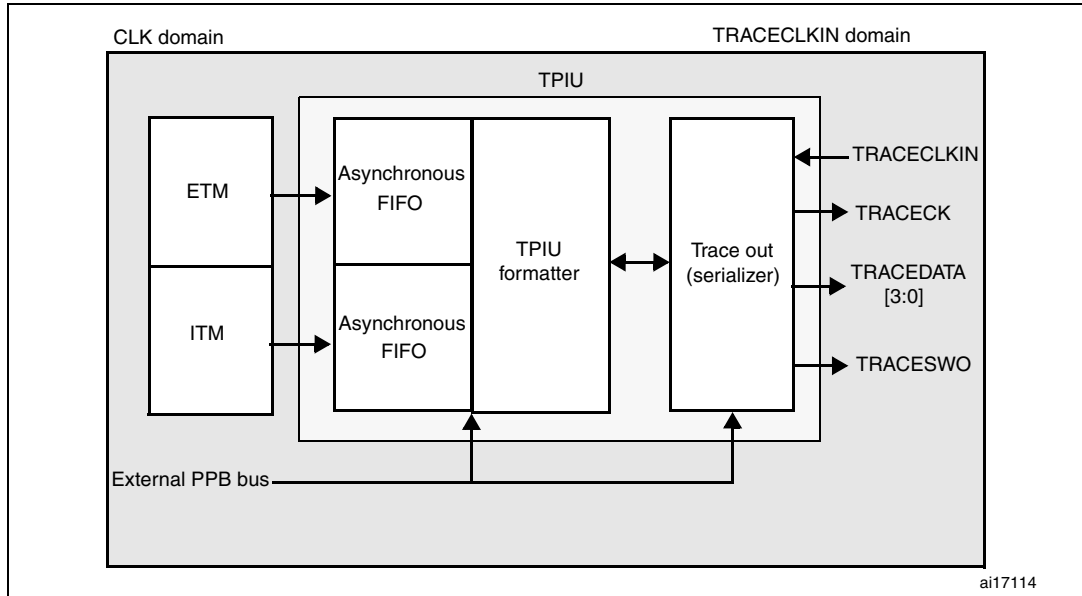 CLK domain
TRACECLKIN domain
TPIU
ETM
ITM
Asynchronous
FIFO
Asynchronous
FIFO
TPIU
formatter
Trace out
(serializer)
TRACECLKIN
TRACECK
TRACEDATA
[3:0]
TRACESWO
External PPB bus
ai17114